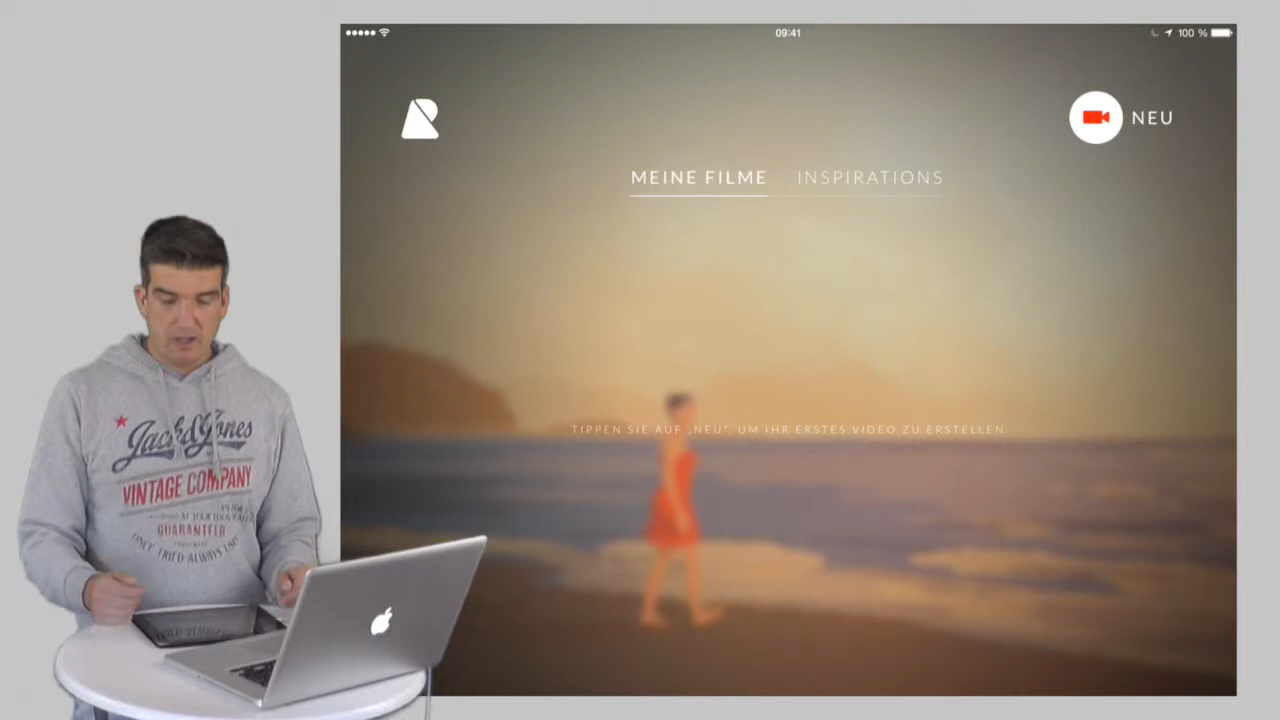 09:41
100 %
NEU
MEINE FILME INSPIRATIONS
TIPPEN SIE AUF „NEU“, UM IHR ERSTES VIDEO ZU ERSTELLEN
Jack & Jones
VINTAGE COMPANY
GUARANTEED
ONCE TRIED ALWAYS USED